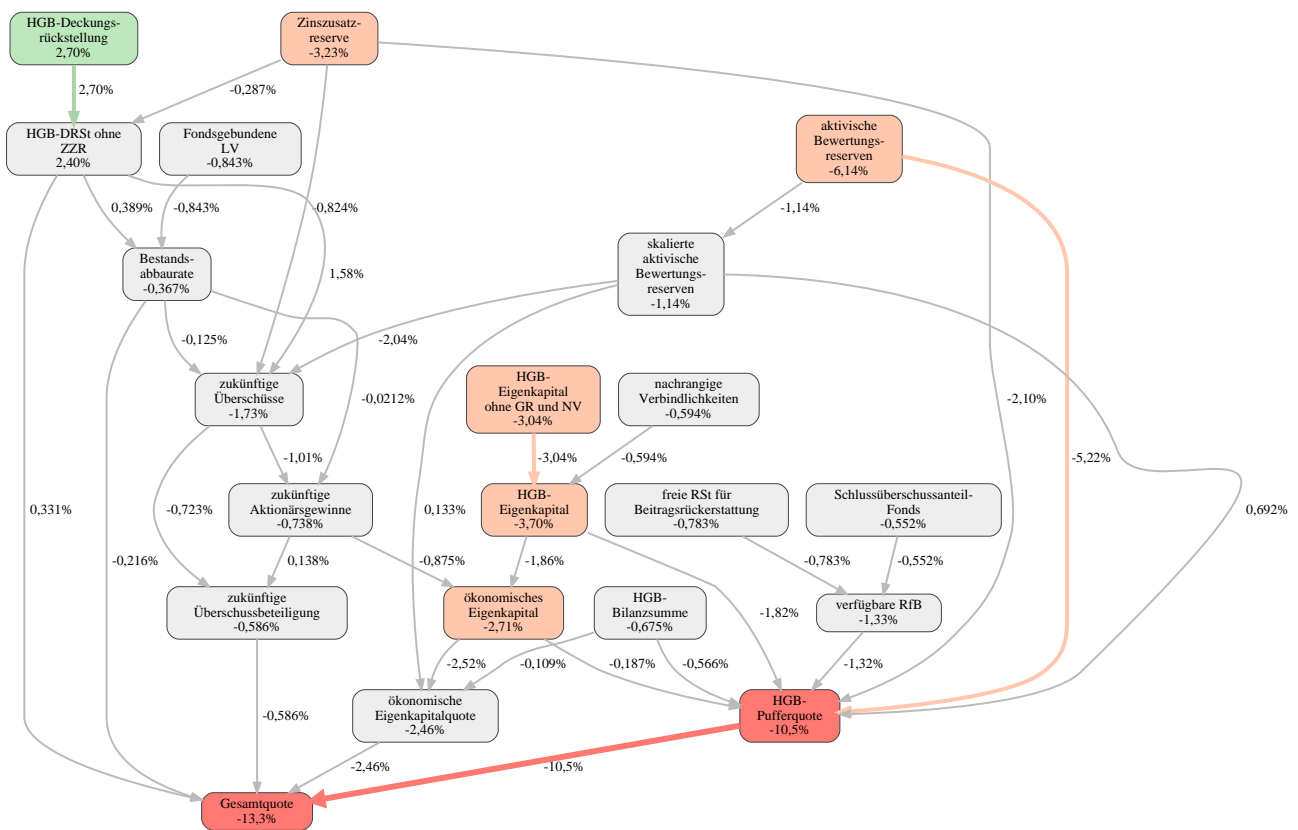 HGB-Deckungs-
rückstellung
2,70%
Zinszusatz-
reserve
-3,23%
2,70%
-0,287%
HGB-DRSt ohne
ZZR
2,40%
Fondsgebundene
LV
-0,843%
aktivische
Bewertungs-
reserven
-6,14%
0,389%
-0,843%
-0,824%
-1,14%
Bestands-
abbaurate
-0,367%
1,58%
skalierte
aktivische
Bewertungs-
reserven
-1,14%
-0,125%
-2,04%
zukünftige
Überschüsse
-1,73%
-0,0212%
HGB-
Eigenkapital
ohne GR und NV
-3,04%
nachrangige
Verbindlichkeiten
-0,594%
-2,10%
-1,01%
-3,04%
-0,594%
-5,22%
0,331%
-0,723%
zukünftige
Aktionärsgewinne
-0,738%
0,133%
HGB-
Eigenkapital
-3,70%
freie RSt für
Beitragsrückerstattung
-0,783%
Schlussüberschussanteil-
Fonds
-0,552%
0,692%
-0,216%
0,138%
-0,875%
-1,86%
-0,783%
-0,552%
zukünftige
Überschussbeteiligung
-0,586%
ökonomisches
Eigenkapital
-2,71%
HGB-
Bilanzsumme
-0,675%
-1,82%
verfügbare RfB
-1,33%
-2,52%
-0,109%
-0,187%
-0,566%
-1,32%
-0,586%
ökonomische
Eigenkapitalquote
-2,46%
HGB-
Pufferquote
-10,5%
-2,46%
-10,5%
Gesamtquote
-13,3%